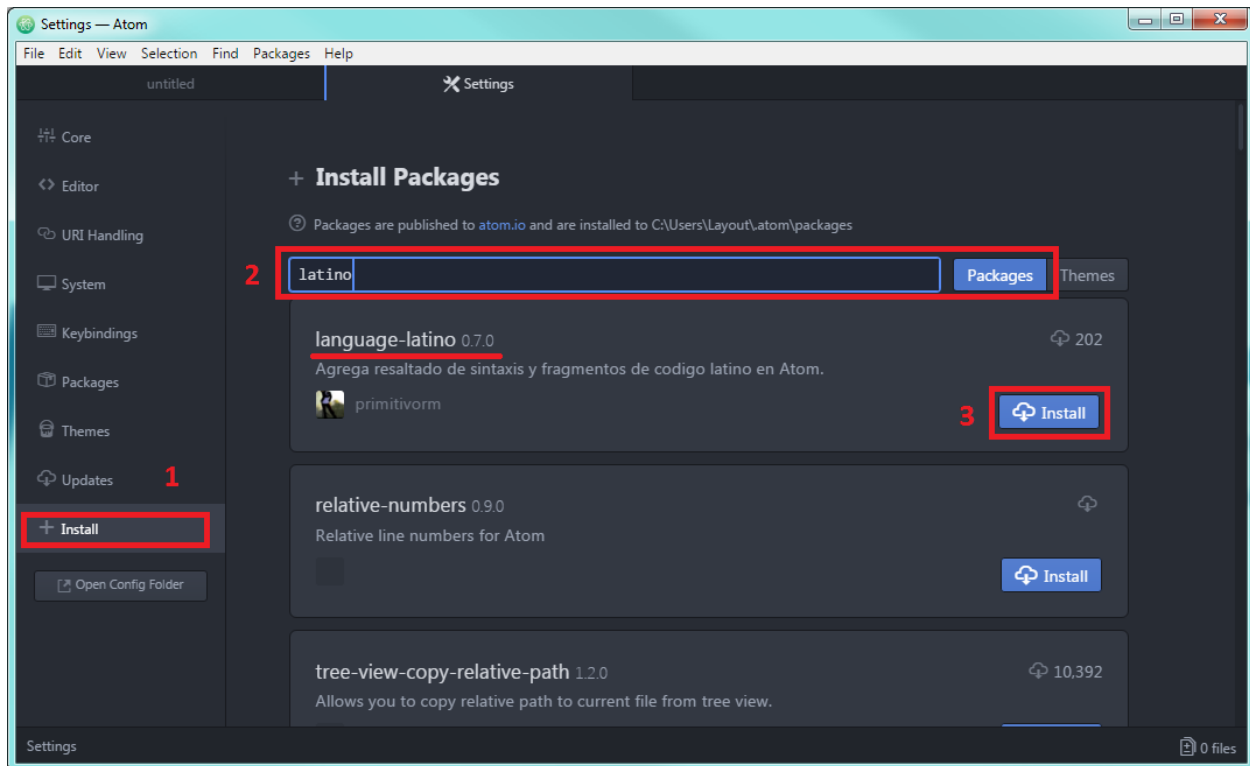 Settings — Atom
File Edit View Selection Find Packages Help
untitled
Settings
Core
Editor
URI Handling
System
Keybindings
Packages
Themes
Updates
1
Install
Open Config Folder
Install Packages
Packages are published to atom.io and are installed to C:\Users\Layout\.atom\packages
2
latino
Packages
Themes
language-latino 0.7.0
202
Agrega resaltado de sintaxis y fragmentos de codigo latino en Atom.
primitivorm
3
Install
relative-numbers 0.9.0
Relative line numbers for Atom
Install
tree-view-copy-relative-path 1.2.0
10,392
Allows you to copy relative path to current file from tree view.
Settings
0 files